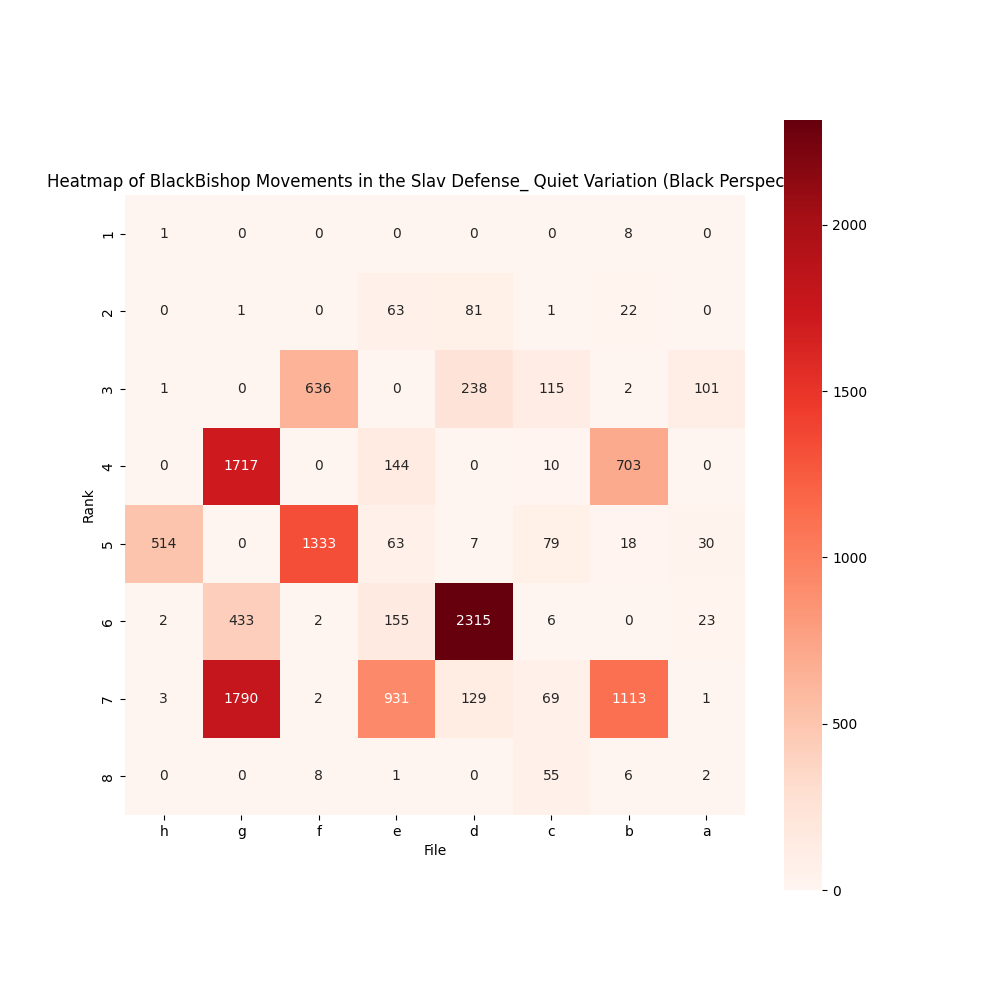 Heatmap of BlackBishop Movements in the Slav Defense_ Quiet Variation (Black Perspec
1 1 0 0 0 0 0 8 0
2 0 1 0 63 81 1 22 0
3 1 0 636 0 238 115 2 101
4 0 1717 0 144 0 10 703 0
5 514 0 1333 63 7 79 18 30
6 2 433 2 155 2315 6 0 23
7 3 1790 2 931 129 69 1113 1
8 0 0 8 1 0 55 6 2
h g f e d c b a
File
Rank
2000
1500
1000
500
0